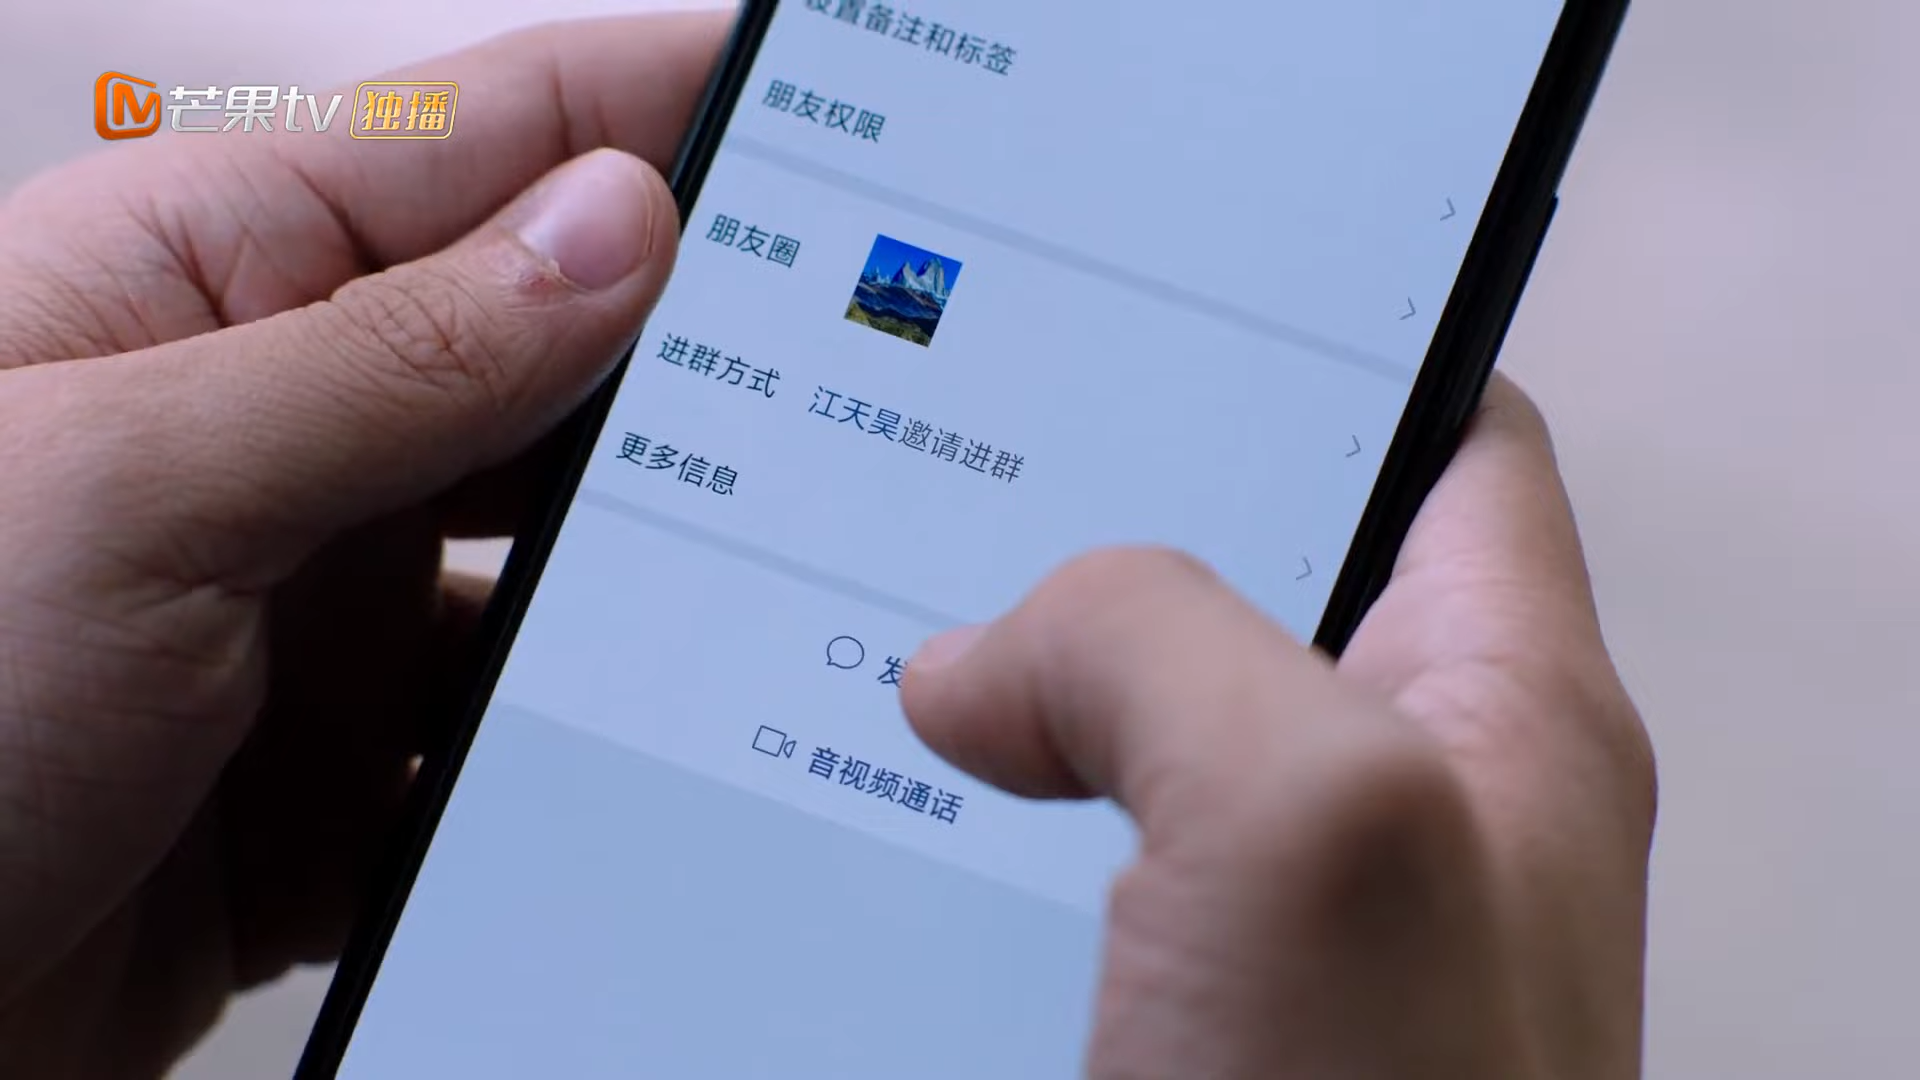 芒果tv 独播
设置备注和标签
朋友权限
朋友圈
进群方式 江天昊邀请进群
更多信息
发
音视频通话